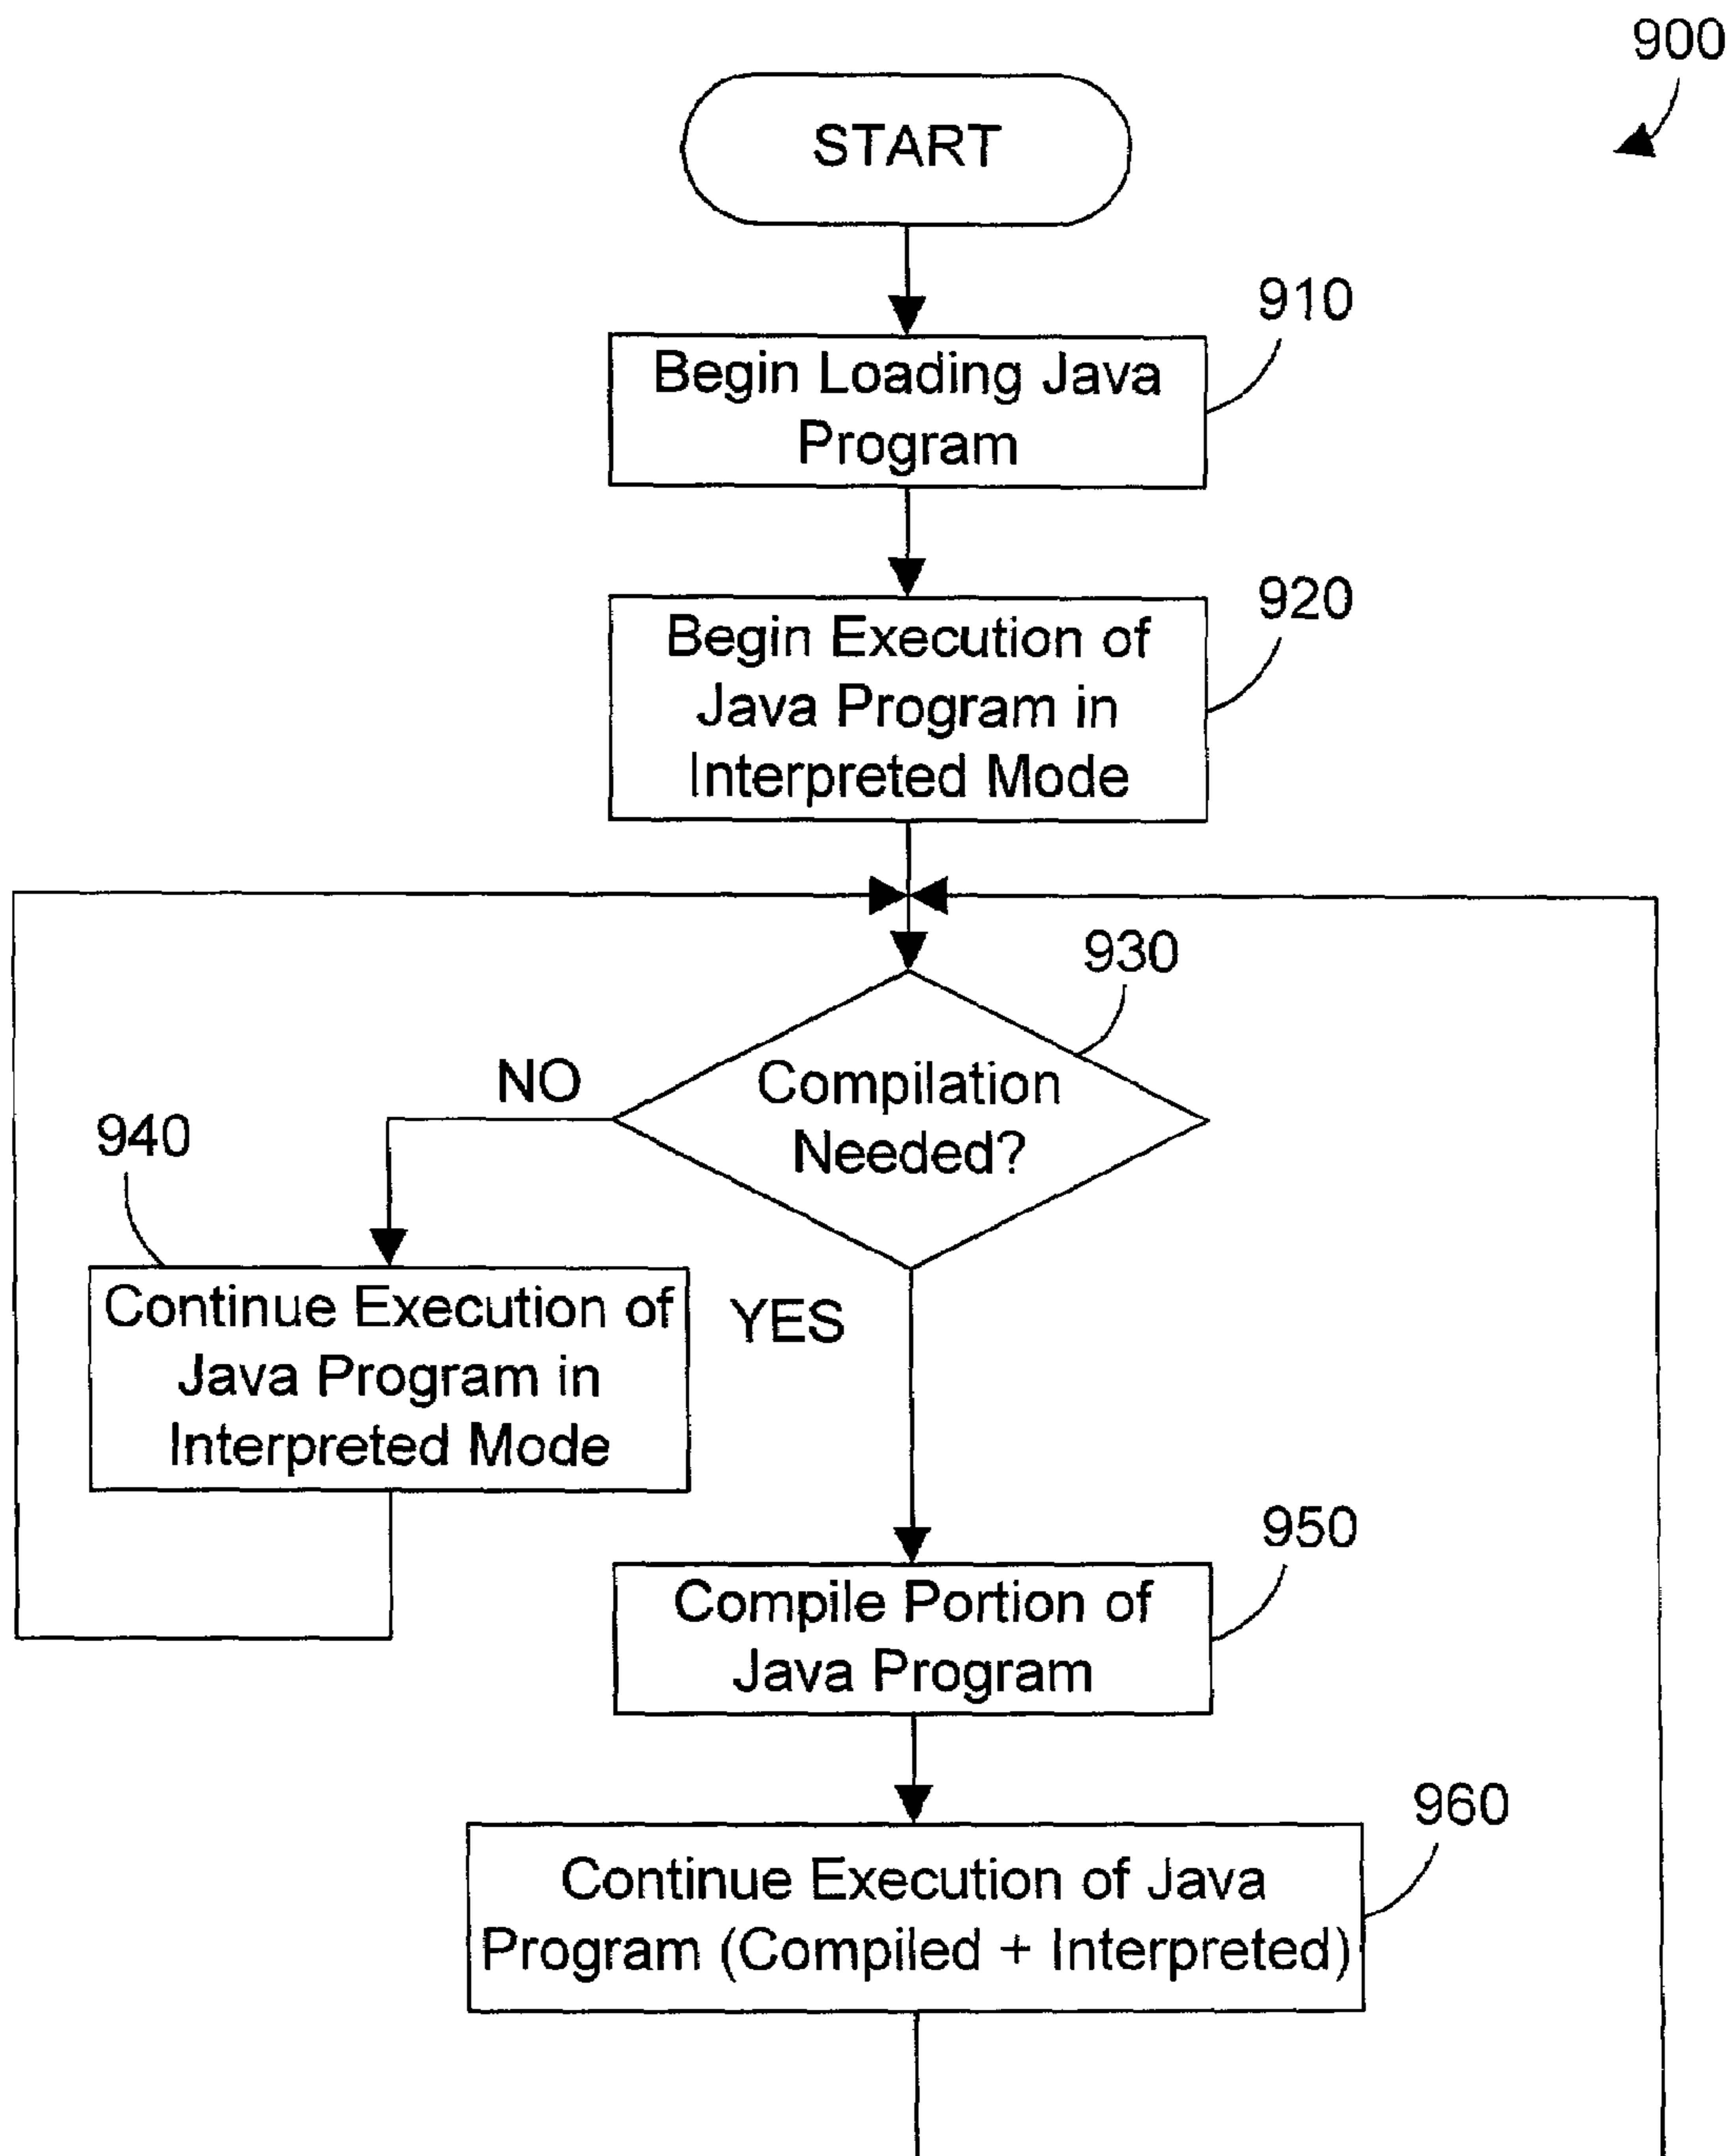 900
START
910
Begin Loading Java
Program
920
Begin Execution of
Java Program in
Interpreted Mode
930
Compilation
Needed?
NO
940
Continue Execution of
Java Program in
Interpreted Mode
YES
950
Compile Portion of
Java Program
960
Continue Execution of Java
Program (Compiled + Interpreted)